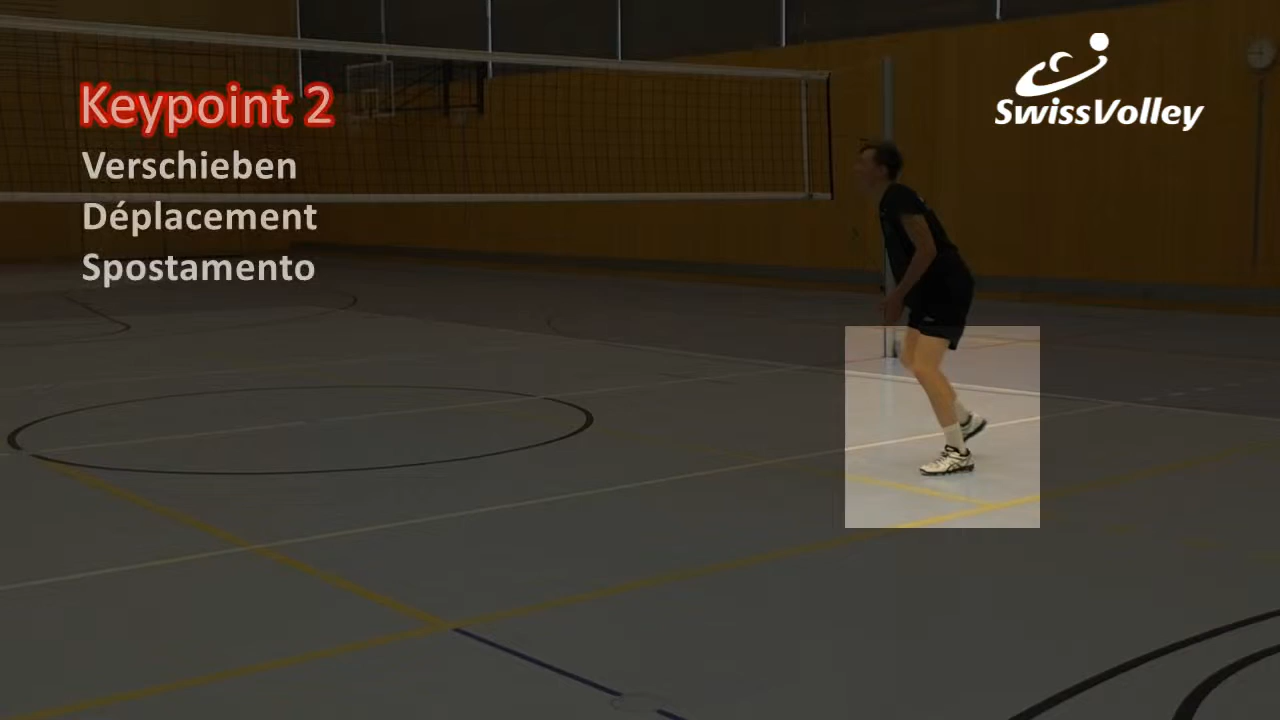 Keypoint 2
Verschieben
Déplacement
Spostamento
SwissVolley